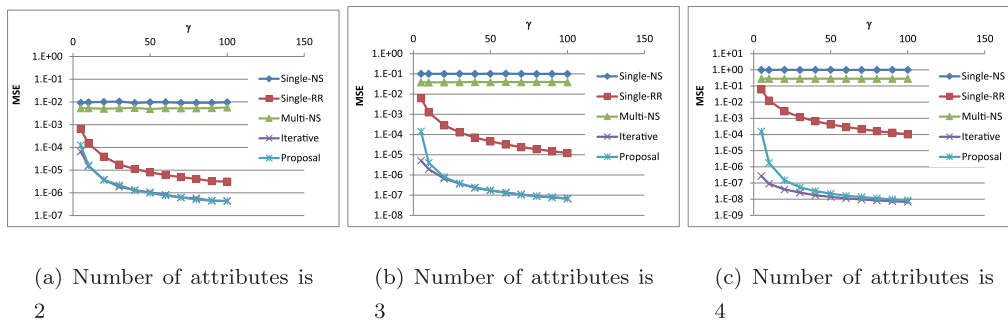 γ
0 50 100 150
1.E+00
1.E-01
1.E-02
1.E-03
1.E-04
1.E-05
1.E-06
1.E-07
MSE
Single-NS
Single-RR
Multi-NS
Iterative
Proposal
(a) Number of attributes is
2
γ
0 50 100 150
1.E+00
1.E-01
1.E-02
1.E-03
1.E-04
1.E-05
1.E-06
1.E-07
1.E-08
MSE
Single-NS
Single-RR
Multi-NS
Iterative
Proposal
(b) Number of attributes is
3
γ
0 50 100 150
1.E+01
1.E+00
1.E-01
1.E-02
1.E-03
1.E-04
1.E-05
1.E-06
1.E-07
1.E-08
1.E-09
MSE
Single-NS
Single-RR
Multi-NS
Iterative
Proposal
(c) Number of attributes is
4